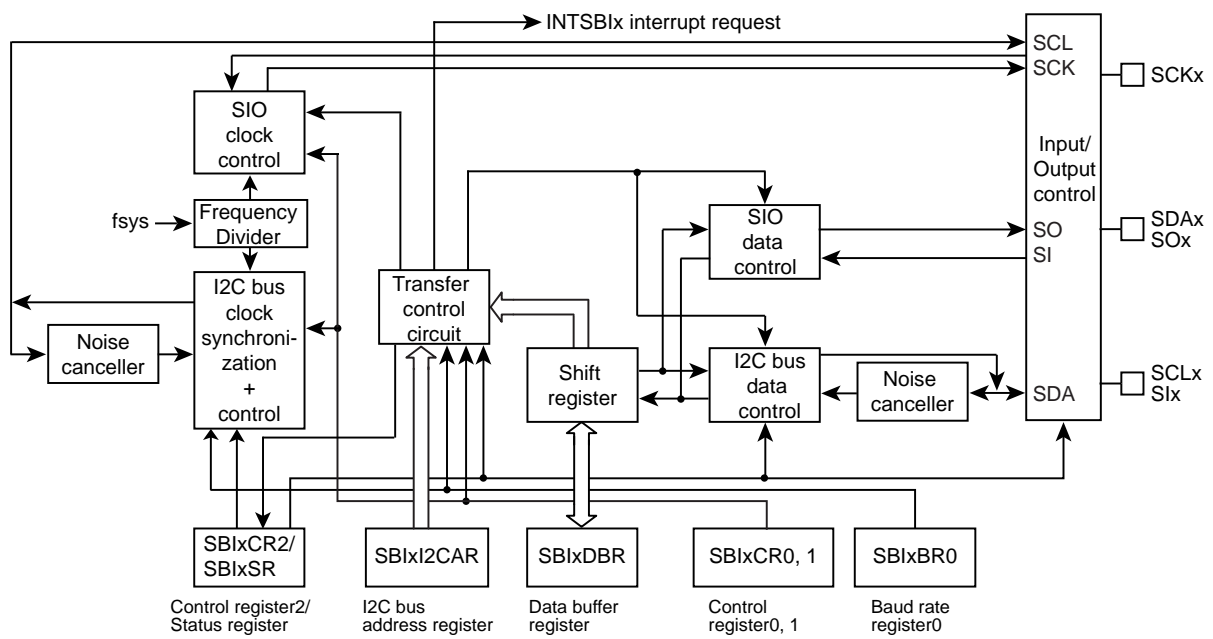 INTSBIx interrupt request
SCL
SCK
SCKx
SIO
clock
control
Input/
Output
control
fsys
Frequency
Divider
SIO
data
control
SO
SI
SDAx
SOx
I2C bus
clock
synchroni-
zation
+
control
Transfer
control
circuit
Noise
canceller
Shift
register
I2C bus
data
control
Noise
canceller
SDA
SCLx
SIx
SBIxCR2/
SBIxSR
SBIxI2CAR
SBIxDBR
SBIxCR0, 1
SBIxBR0
Control register2/
Status register
I2C bus
address register
Data buffer
register
Control
register0, 1
Baud rate
register0